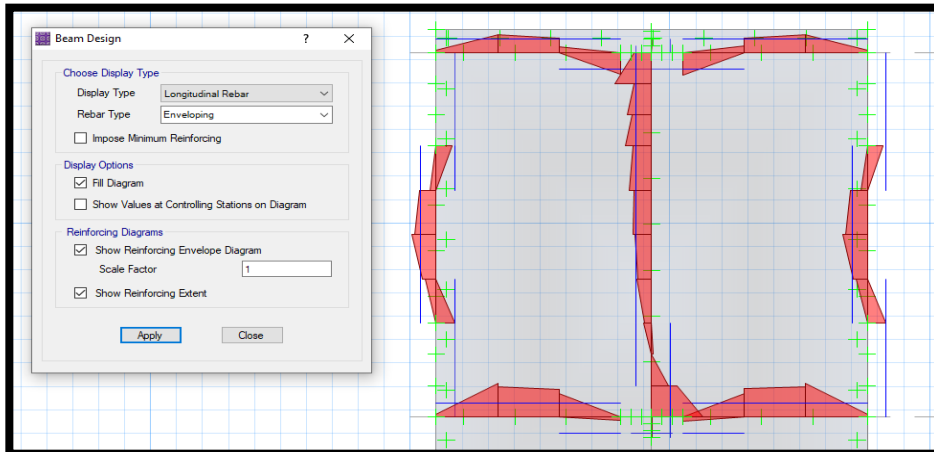 Beam Design
?
Choose Display Type
Display Type
Longitudinal Rebar
Rebar Type
Enveloping
Impose Minimum Reinforcing
Display Options
Fill Diagram
Show Values at Controlling Stations on Diagram
Reinforcing Diagrams
Show Reinforcing Envelope Diagram
Scale Factor
1
Show Reinforcing Extent
Apply
Close